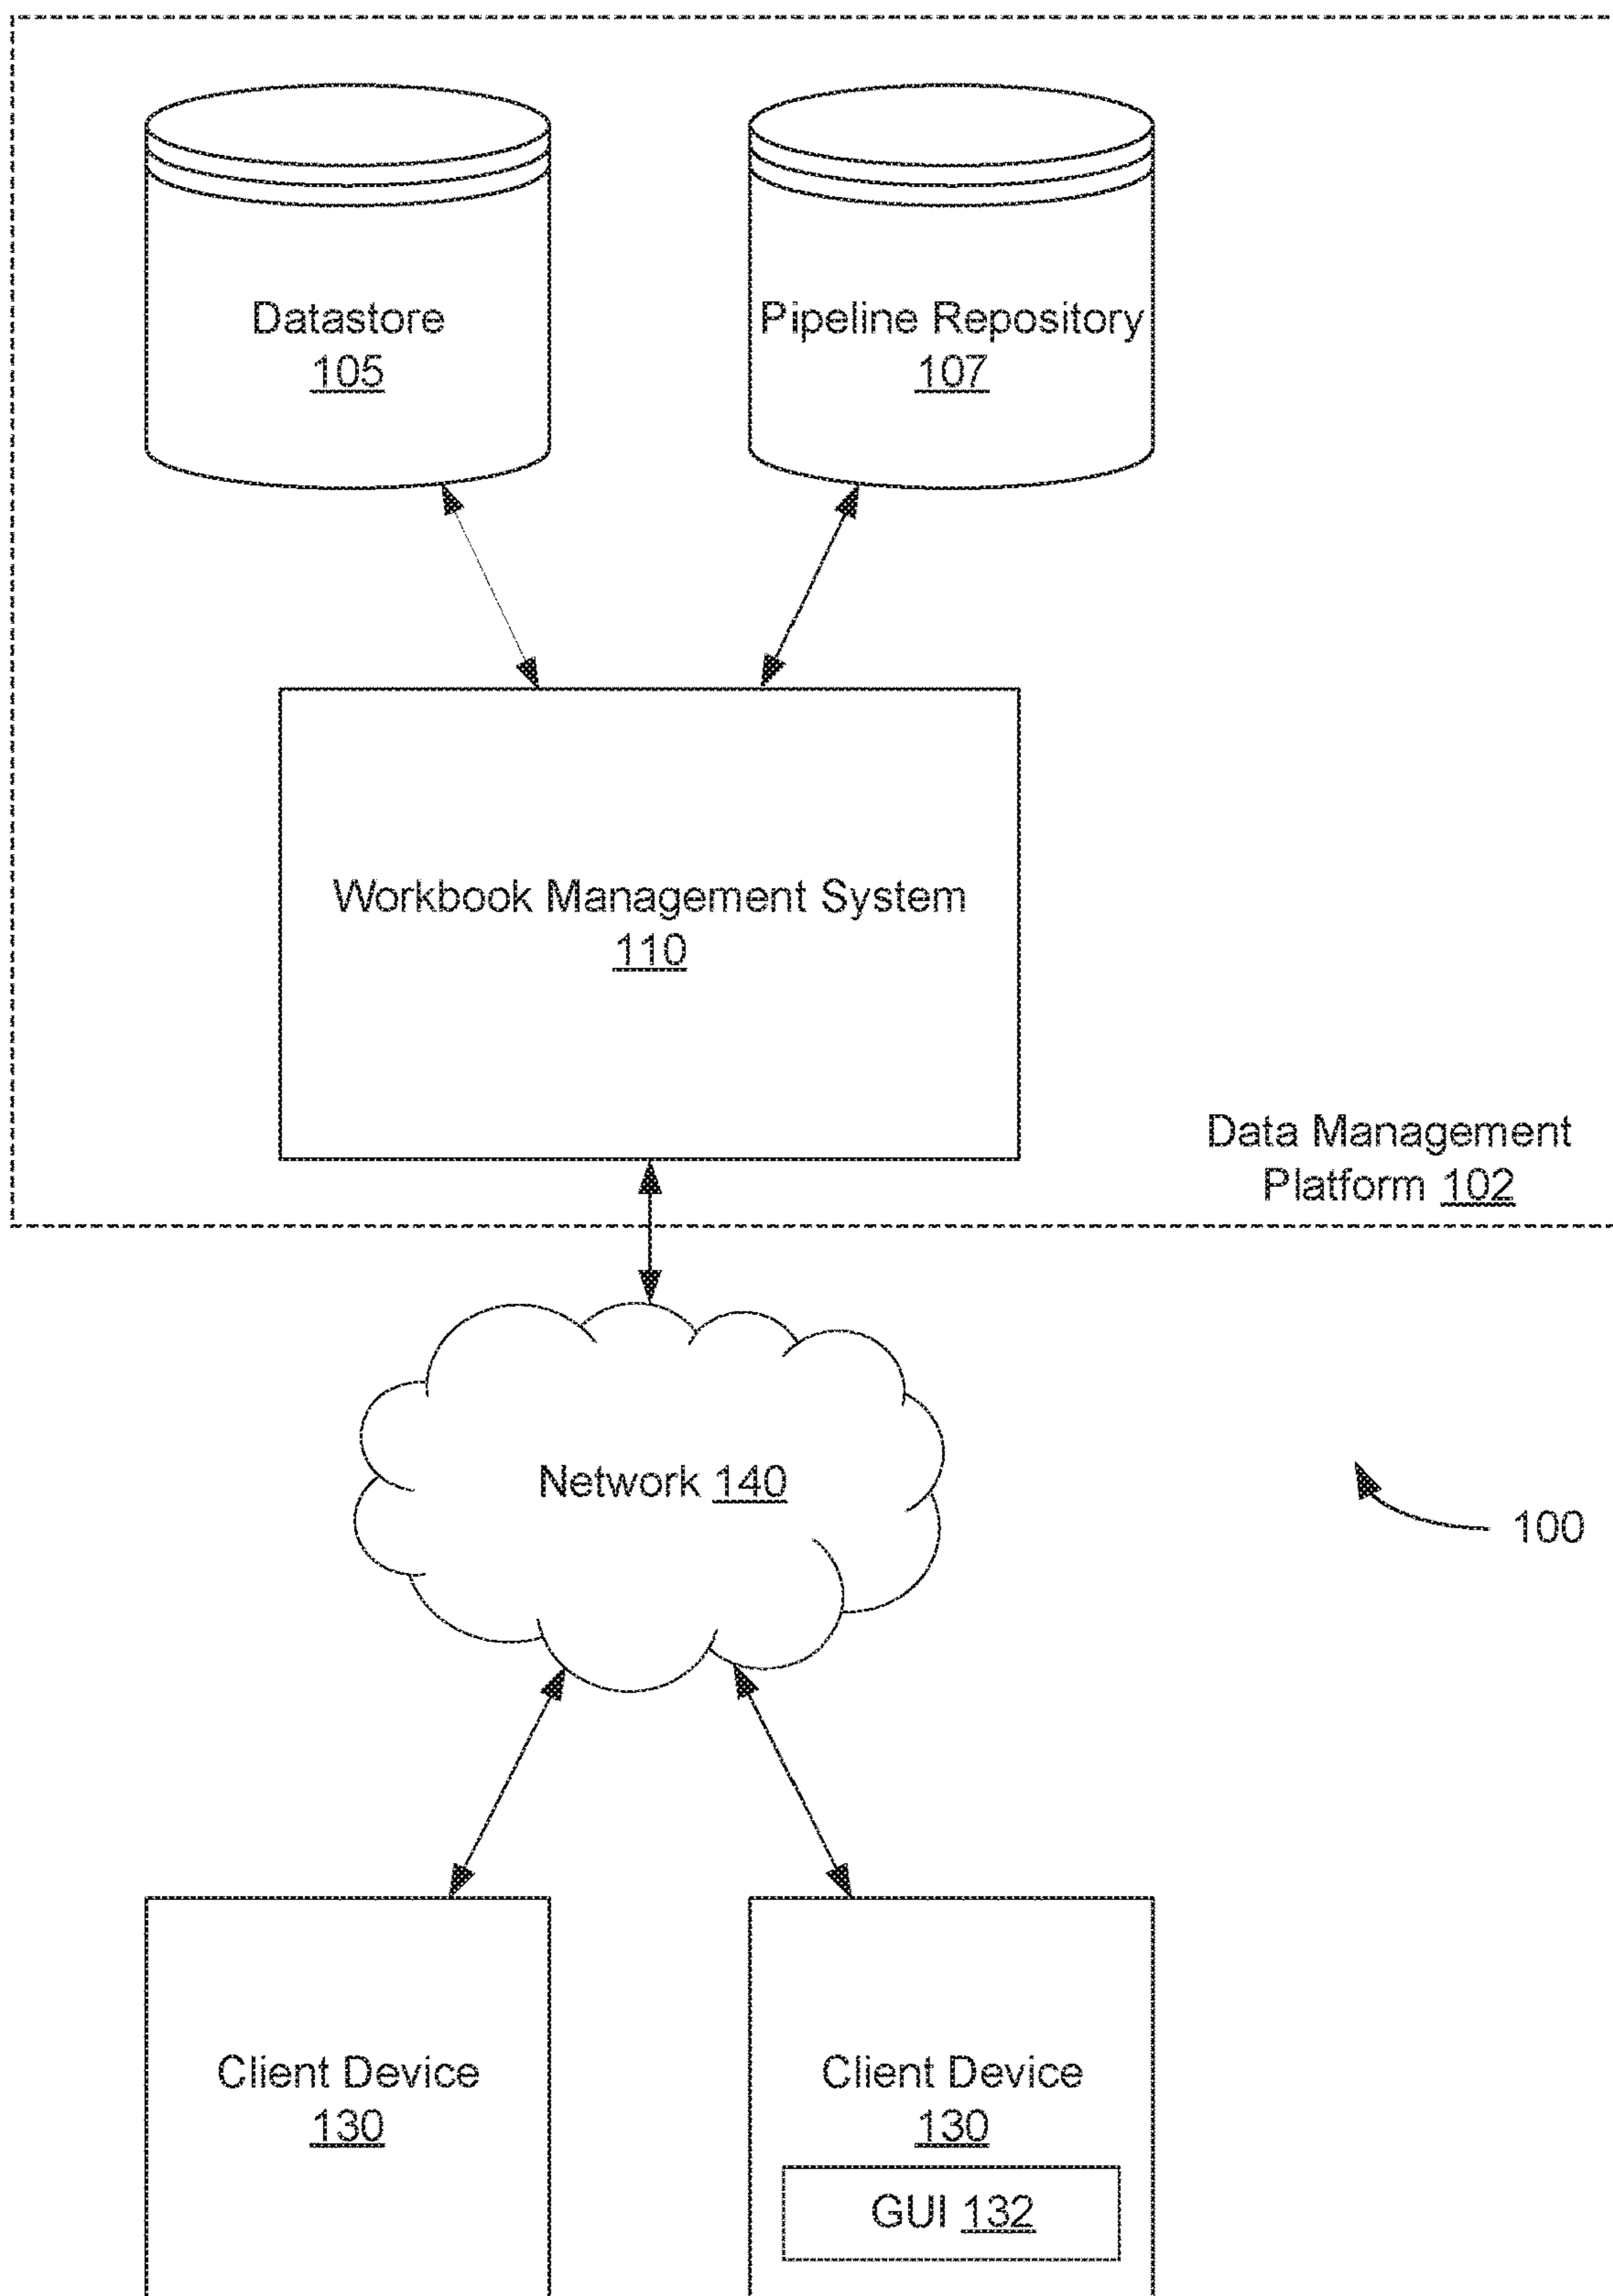 Datastore
105
Pipeline Repository
107
Workbook Management System
110
Data Management
Platform 102
Network 140
100
Client Device
130
Client Device
130
GUI 132